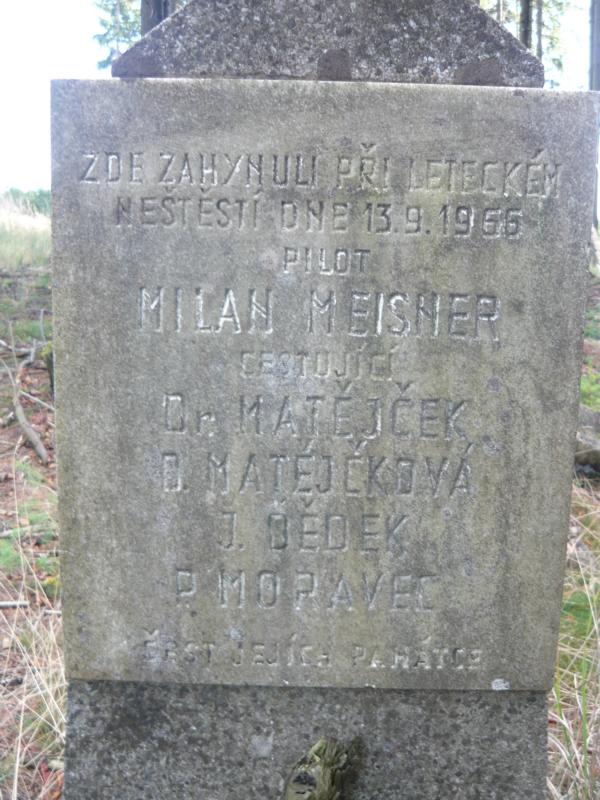 ZDE ZAHYNULI PŘI LETECKÉM
NEŠTĚSTÍ DNE 13.9.1966
PILOT
MILAN MEISNER
CESTUJÍCÍ
Dr. MATĚJČEK
D. MATĚJČKOVÁ
J. DĚDEK
P. MORAVEC
ČEST JEJÍCH PAMÁTCE